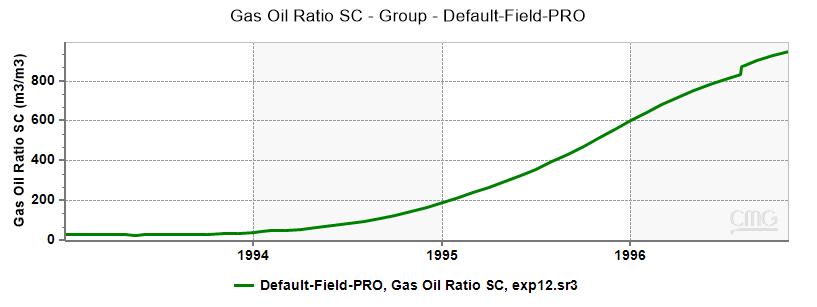 Gas Oil Ratio SC - Group - Default-Field-PRO
Gas Oil Ratio SC (m3/m3)
800
600
400
200
0
1994
1995
1996
CMG
Default-Field-PRO, Gas Oil Ratio SC, exp12.sr3